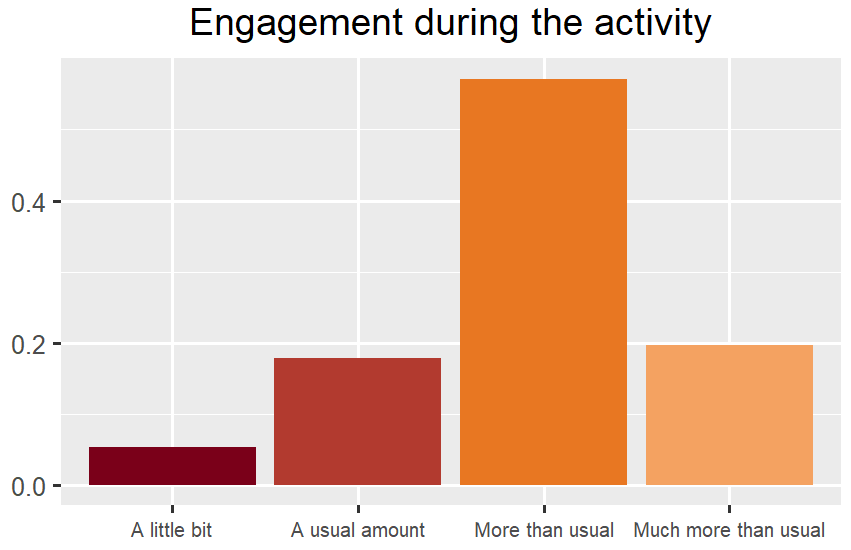 Engagement during the activity
0.4
0.2
0.0
A little bit
A usual amount
More than usual
Much more than usual